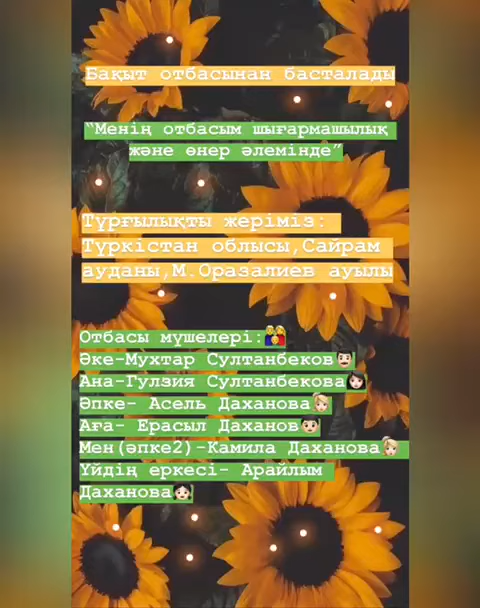 Бақыт отбасынан басталады
“Менің отбасым шығармашылық
және өнер әлемінде”
Тұрғылықты жеріміз:
Түркістан облысы,Сайрам
ауданы,М.Оразалиев ауылы
Отбасы мүшелері:👨‍👩‍👧
Әке-Мухтар Султанбеков👨🏻
Ана-Гулзия Султанбекова👩🏻
Әпке- Асель Даханова👱🏻‍♀️
Аға- Ерасыл Даханов👦🏻
Мен(әпке2)-Камила Даханова👱🏻‍♀️
Үйдің еркесі- Арайлым
Даханова👧🏻